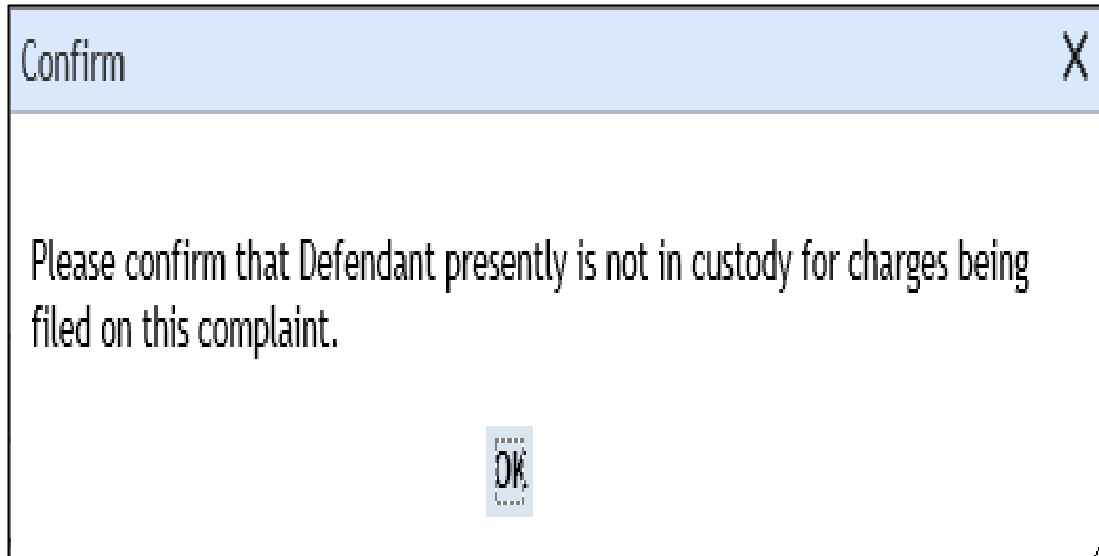 Confirm X
Please confirm that Defendant presently is not in custody for charges being
filed on this complaint.
OK